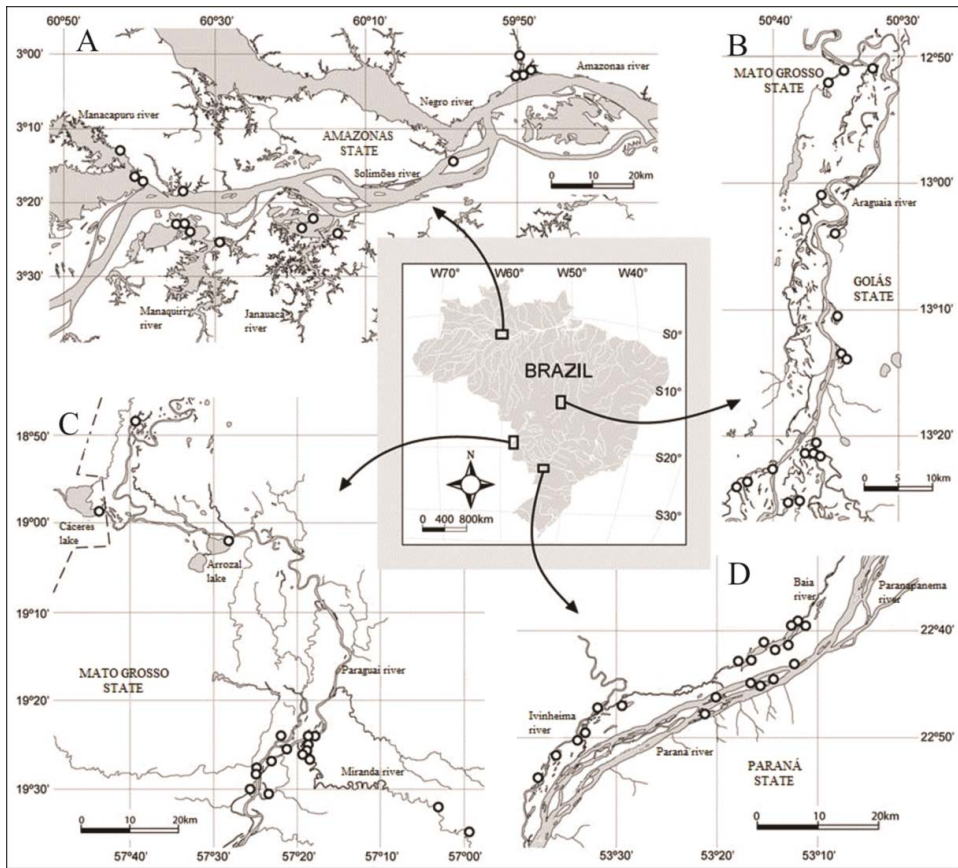 60°50'
60°30'
60°10'
59°50'
A
3°00'
3°10'
3°20'
3°30'
Amazonas river
Negro river
Manacapuru river
AMAZONAS
STATE
Solimões river
0 10 20km
Manaquiry
river
Janauacá
river
50°40'
50°30'
B
12°50'
13°00'
13°10'
13°20'
MATO GROSSO
STATE
Araguaia river
GOIÁS
STATE
0 5 10km
W70° W60° W50° W40°
S0°
S10°
S20°
S30°
BRAZIL
N
0 400 800km
C
18°50'
19°00'
19°10'
19°20'
19°30'
Cáceres
lake
Arrozal
lake
MATO GROSSO
STATE
Paraguai river
Miranda river
0 10 20km
57°40'
57°30'
57°20'
57°10'
57°00'
D
Baia
river
Paranapanema
river
22°40'
22°50'
Ivinheima
river
Paraná river
PARANÁ
STATE
0 10 20km
53°30'
53°20'
53°10'